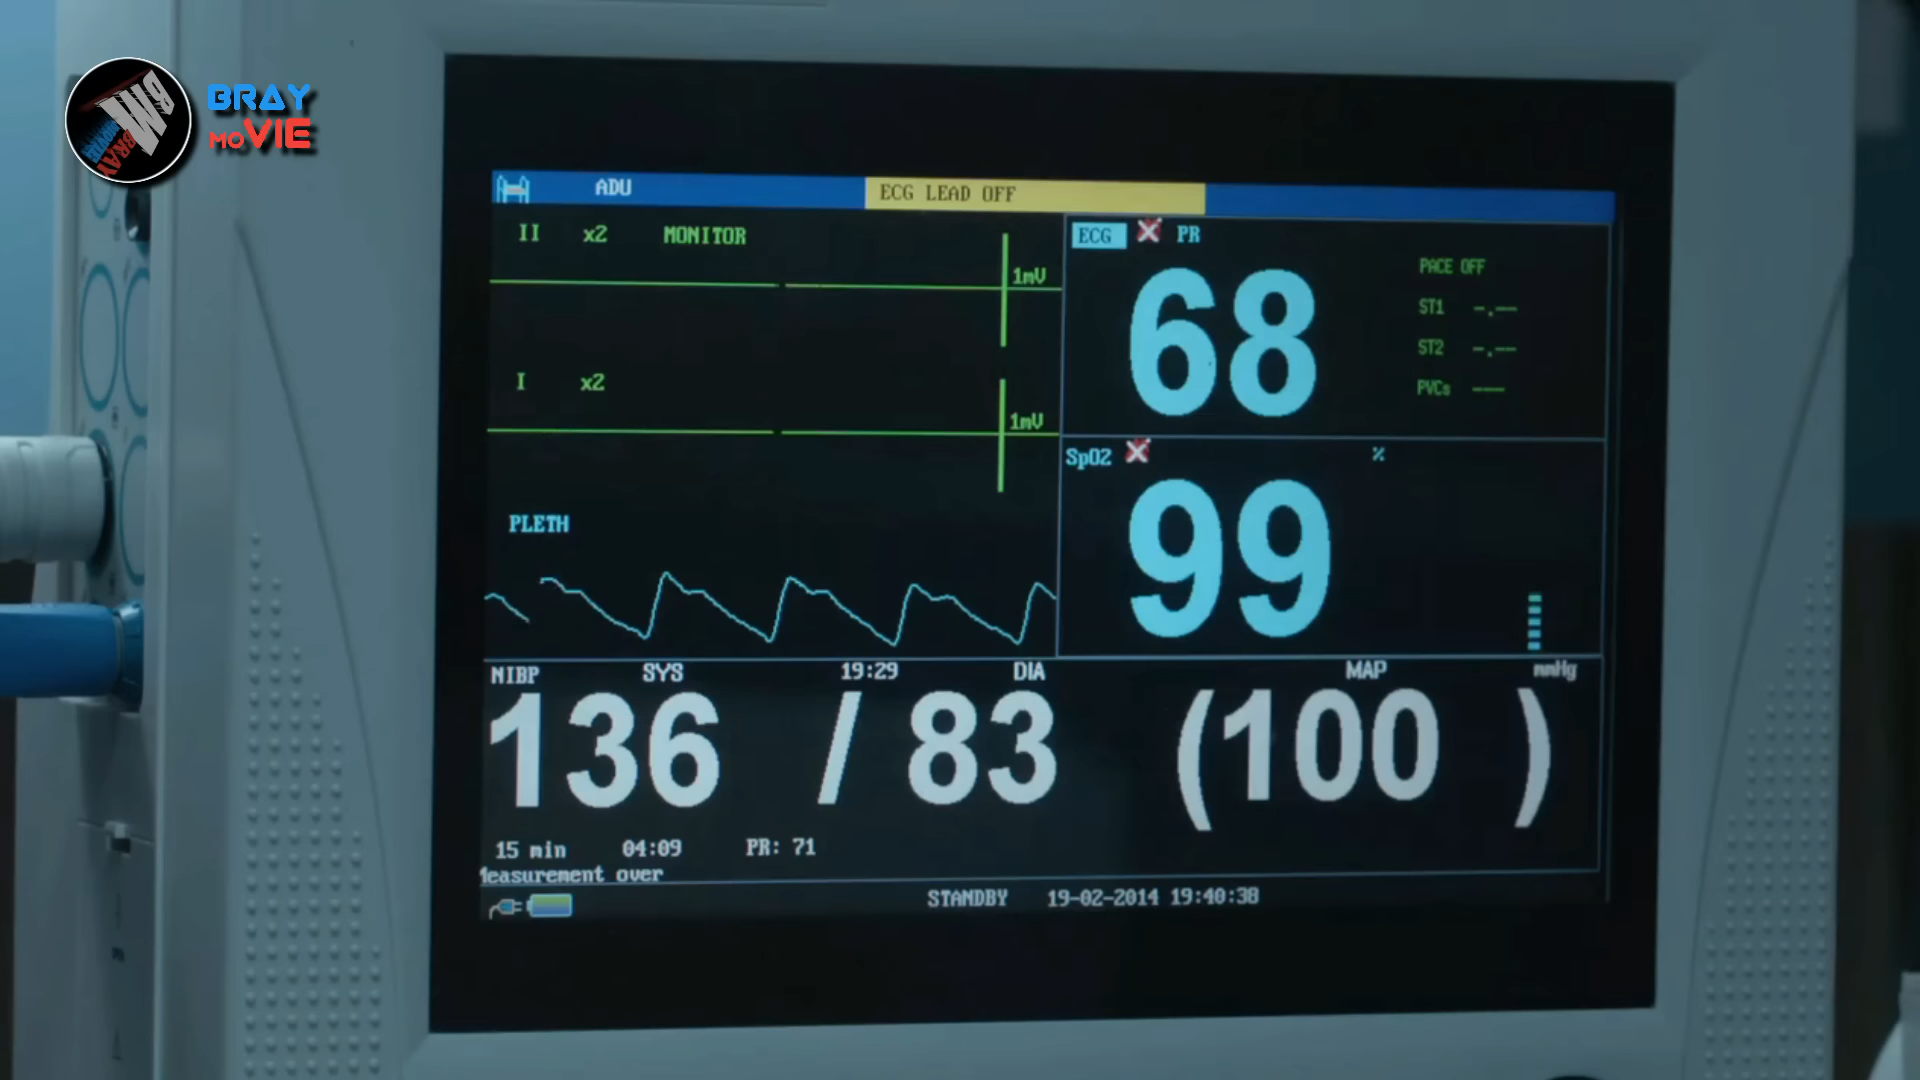 BRAY
MOVIE
ADU
ECG LEAD OFF
II x2 MONITOR
1mV
I x2
1mV
PLETH
ECG PR
68
PACE OFF
ST1 -.--
ST2 -.--
PVCs ---
SpO2 %
99
NIBP SYS 19:29 DIA MAP mmHg
136 / 83 (100 )
15 min 04:09 PR: 71
Measurement over
STANDBY 19-02-2014 19:40:38